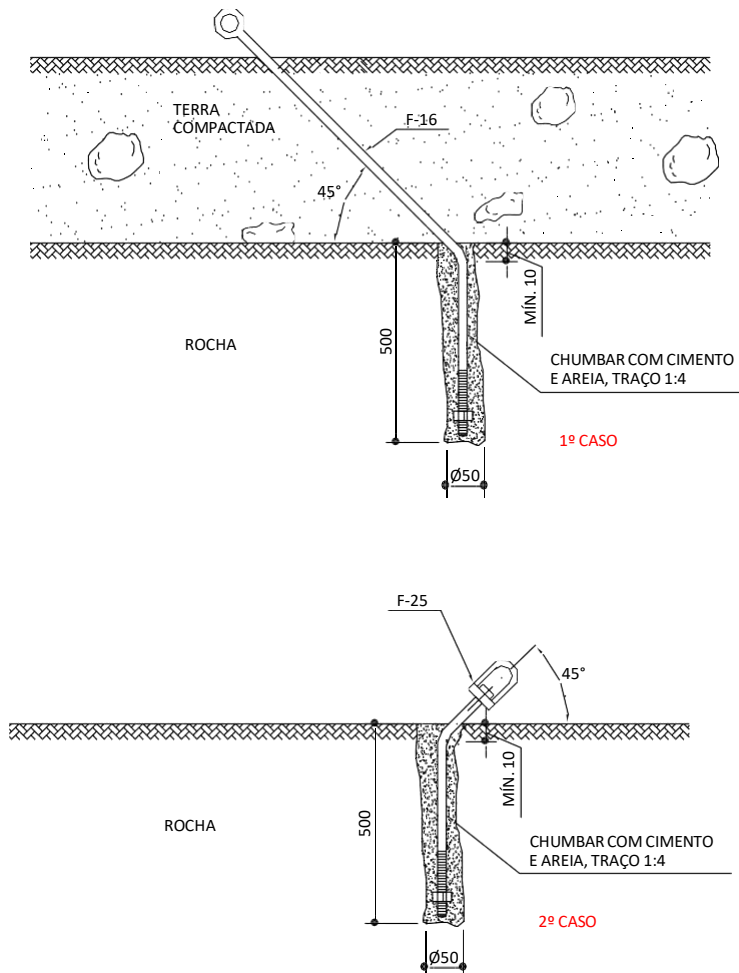 TERRA
COMPACTADA
F-16
45°
MÍN. 10
500
ROCHA
CHUMBAR COM CIMENTO
E AREIA, TRAÇO 1:4
1º CASO
Ø50
F-25
45°
MÍN. 10
500
ROCHA
CHUMBAR COM CIMENTO
E AREIA, TRAÇO 1:4
2º CASO
Ø50